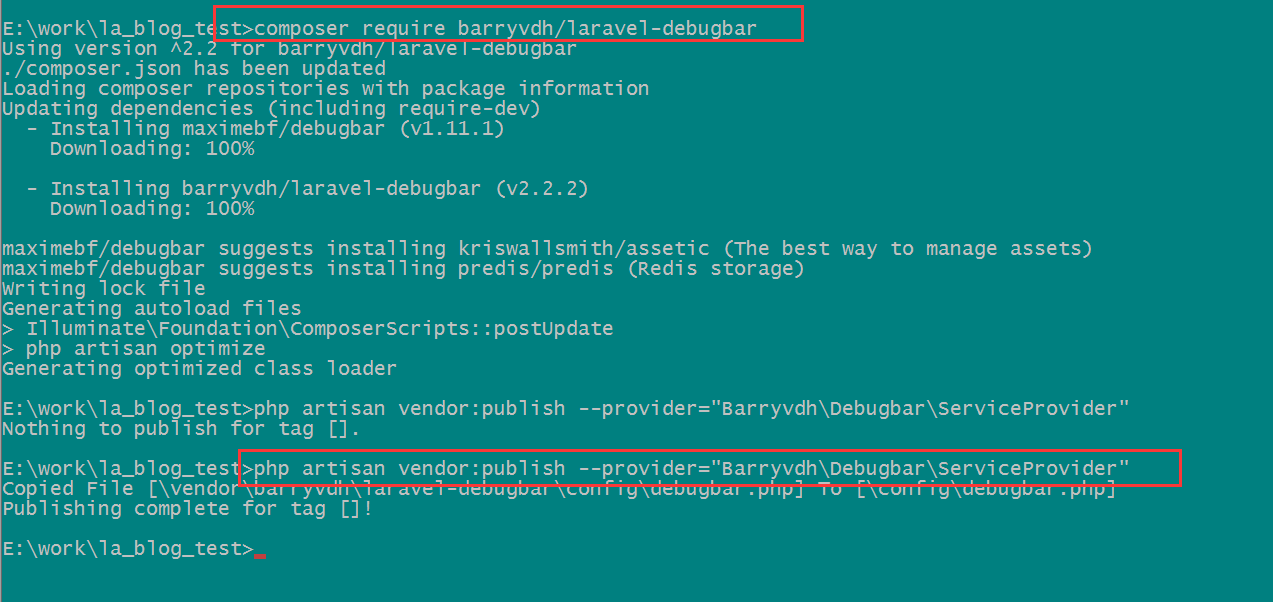 E:\work\la_blog_test>composer require barryvdh/laravel-debugbar
Using version ^2.2 for barryvdh/laravel-debugbar
./composer.json has been updated
Loading composer repositories with package information
Updating dependencies (including require-dev)
  - Installing maximebf/debugbar (v1.11.1)
    Downloading: 100%
  - Installing barryvdh/laravel-debugbar (v2.2.2)
    Downloading: 100%
maximebf/debugbar suggests installing kriswallsmith/assetic (The best way to manage assets)
maximebf/debugbar suggests installing predis/predis (Redis storage)
Writing lock file
Generating autoload files
> Illuminate\Foundation\ComposerScripts::postUpdate
> php artisan optimize
Generating optimized class loader
E:\work\la_blog_test>php artisan vendor:publish --provider="Barryvdh\Debugbar\ServiceProvider"
Nothing to publish for tag [].
E:\work\la_blog_test>php artisan vendor:publish --provider="Barryvdh\Debugbar\ServiceProvider"
Copied File [\vendor\barryvdh\laravel-debugbar\config\debugbar.php] To [\config\debugbar.php]
Publishing complete for tag []!
E:\work\la_blog_test>